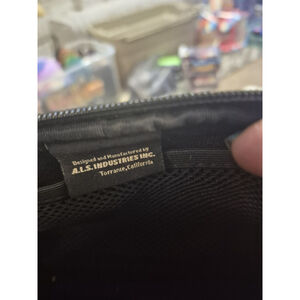 Designed and Manufactured by
A.L.S. INDUSTRIES INC.
Torrance, California